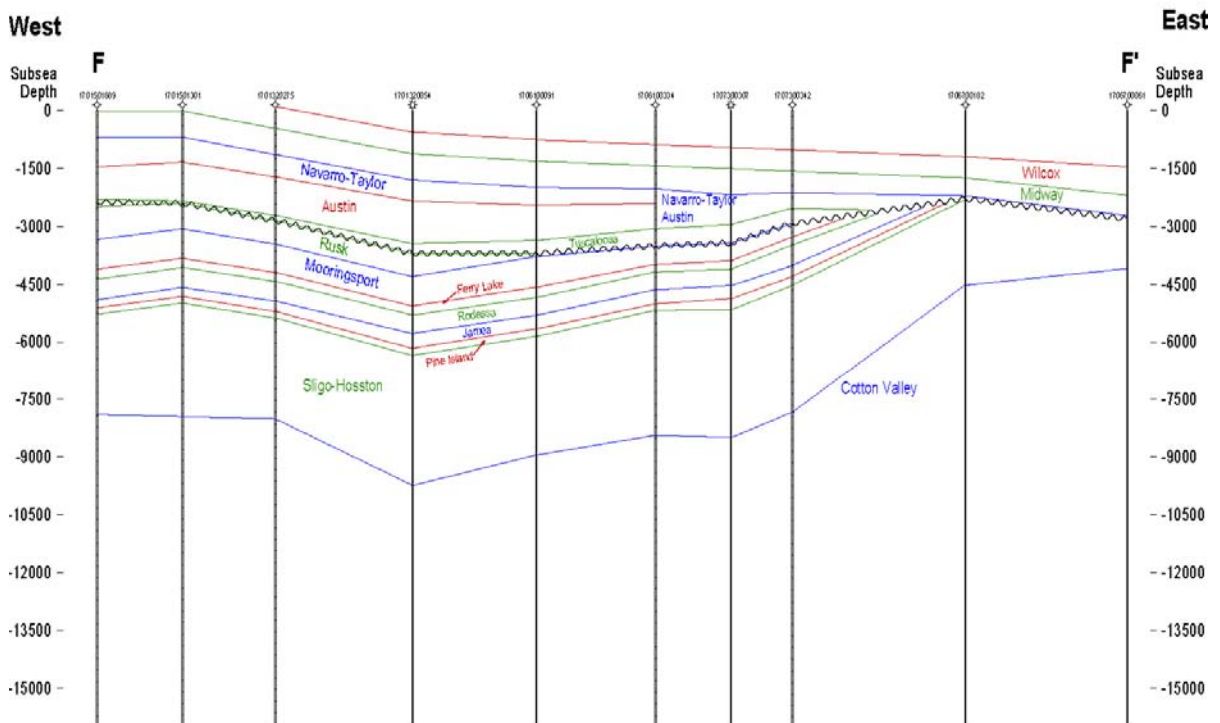 West
East
F
F'
Subsea
Depth
Subsea
Depth
0
0
-1500
-1500
-3000
-3000
-4500
-4500
-6000
-6000
-7500
-7500
-9000
-9000
-10500
-10500
-12000
-12000
-13500
-13500
-15000
-15000
Wilcox
Midway
Navarro-Taylor
Navarro-Taylor
Austin
Austin
Tuscaloosa
Rusk
Mooringsport
Ferry Lake
Rodessa
James
Pine Island
Sligo-Hosston
Cotton Valley